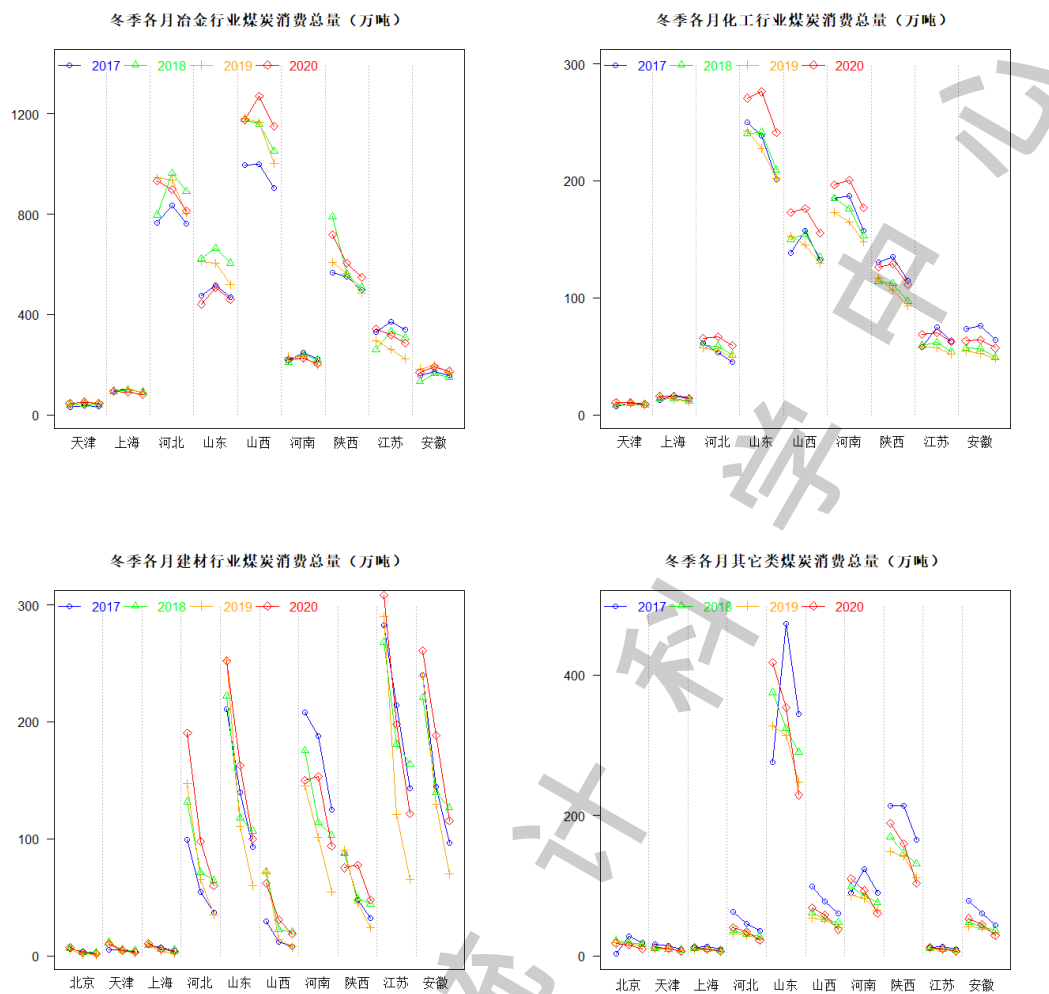 冬季各月冶金行业煤炭消费总量（万吨）
2017 2018 2019 2020
1200
800
400
0
天津 上海 河北 山东 山西 河南 陕西 江苏 安徽
冬季各月化工行业煤炭消费总量（万吨）
2017 2018 2019 2020
300
200
100
0
天津 上海 河北 山东 山西 河南 陕西 江苏 安徽
冬季各月建材行业煤炭消费总量（万吨）
2017 2018 2019 2020
300
200
100
0
北京 天津 上海 河北 山东 山西 河南 陕西 江苏 安徽
冬季各月其它类煤炭消费总量（万吨）
2017 2018 2019 2020
400
200
0
北京 天津 上海 河北 山东 山西 河南 陕西 江苏 安徽
计科学中心